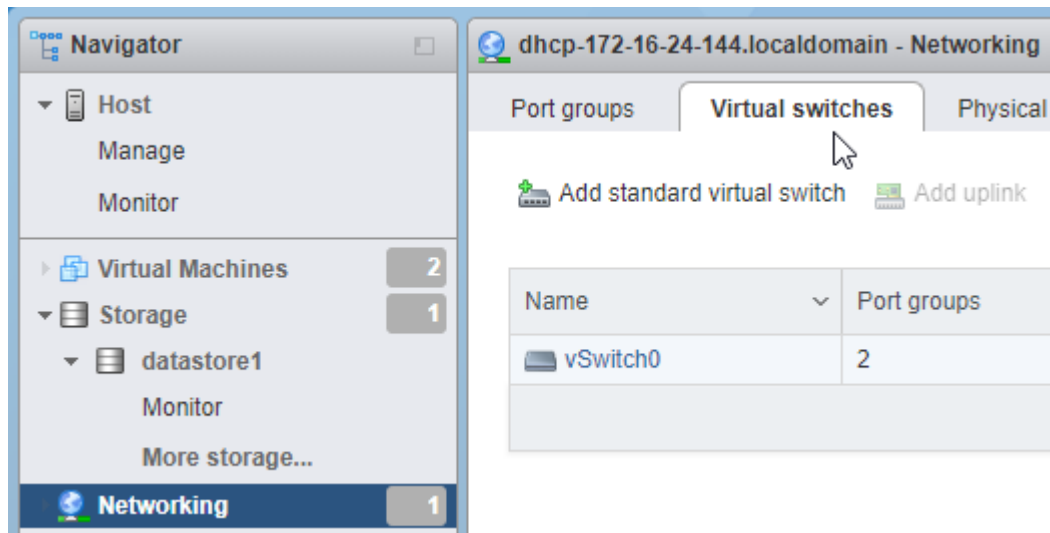 Navigator
Host
Manage
Monitor
Virtual Machines 2
Storage 1
datastore1
Monitor
More storage...
Networking 1
dhcp-172-16-24-144.localdomain - Networking
Port groups Virtual switches Physical
Add standard virtual switch Add uplink
Name Port groups
vSwitch0 2